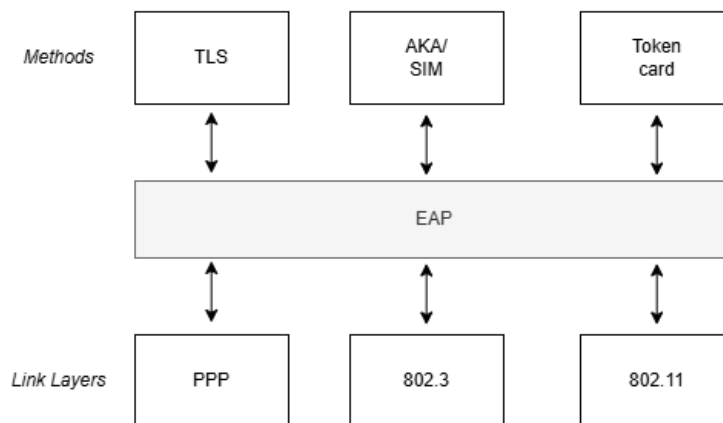 Methods
TLS
AKA/
SIM
Token
card
EAP
Link Layers
PPP
802.3
802.11